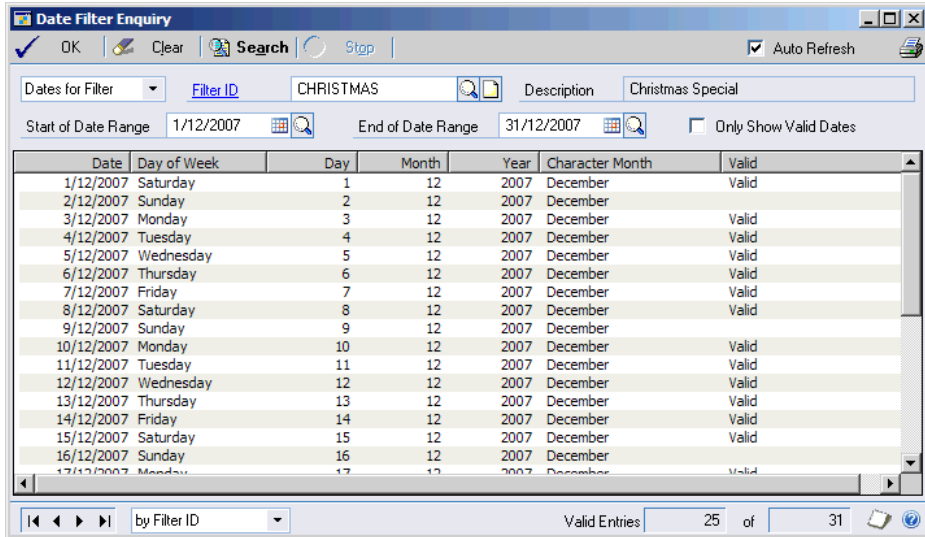 Date Filter Enquiry
OK Clear Search Stop Auto Refresh
Dates for Filter Filter ID CHRISTMAS Description Christmas Special
Start of Date Range 1/12/2007 End of Date Range 31/12/2007 Only Show Valid Dates
Date Day of Week Day Month Year Character Month Valid
1/12/2007 Saturday 1 12 2007 December Valid
2/12/2007 Sunday 2 12 2007 December
3/12/2007 Monday 3 12 2007 December Valid
4/12/2007 Tuesday 4 12 2007 December Valid
5/12/2007 Wednesday 5 12 2007 December Valid
6/12/2007 Thursday 6 12 2007 December Valid
7/12/2007 Friday 7 12 2007 December Valid
8/12/2007 Saturday 8 12 2007 December Valid
9/12/2007 Sunday 9 12 2007 December
10/12/2007 Monday 10 12 2007 December Valid
11/12/2007 Tuesday 11 12 2007 December Valid
12/12/2007 Wednesday 12 12 2007 December Valid
13/12/2007 Thursday 13 12 2007 December Valid
14/12/2007 Friday 14 12 2007 December Valid
15/12/2007 Saturday 15 12 2007 December Valid
16/12/2007 Sunday 16 12 2007 December
17/12/2007 Monday 17 12 2007 December Valid
by Filter ID Valid Entries 25 of 31